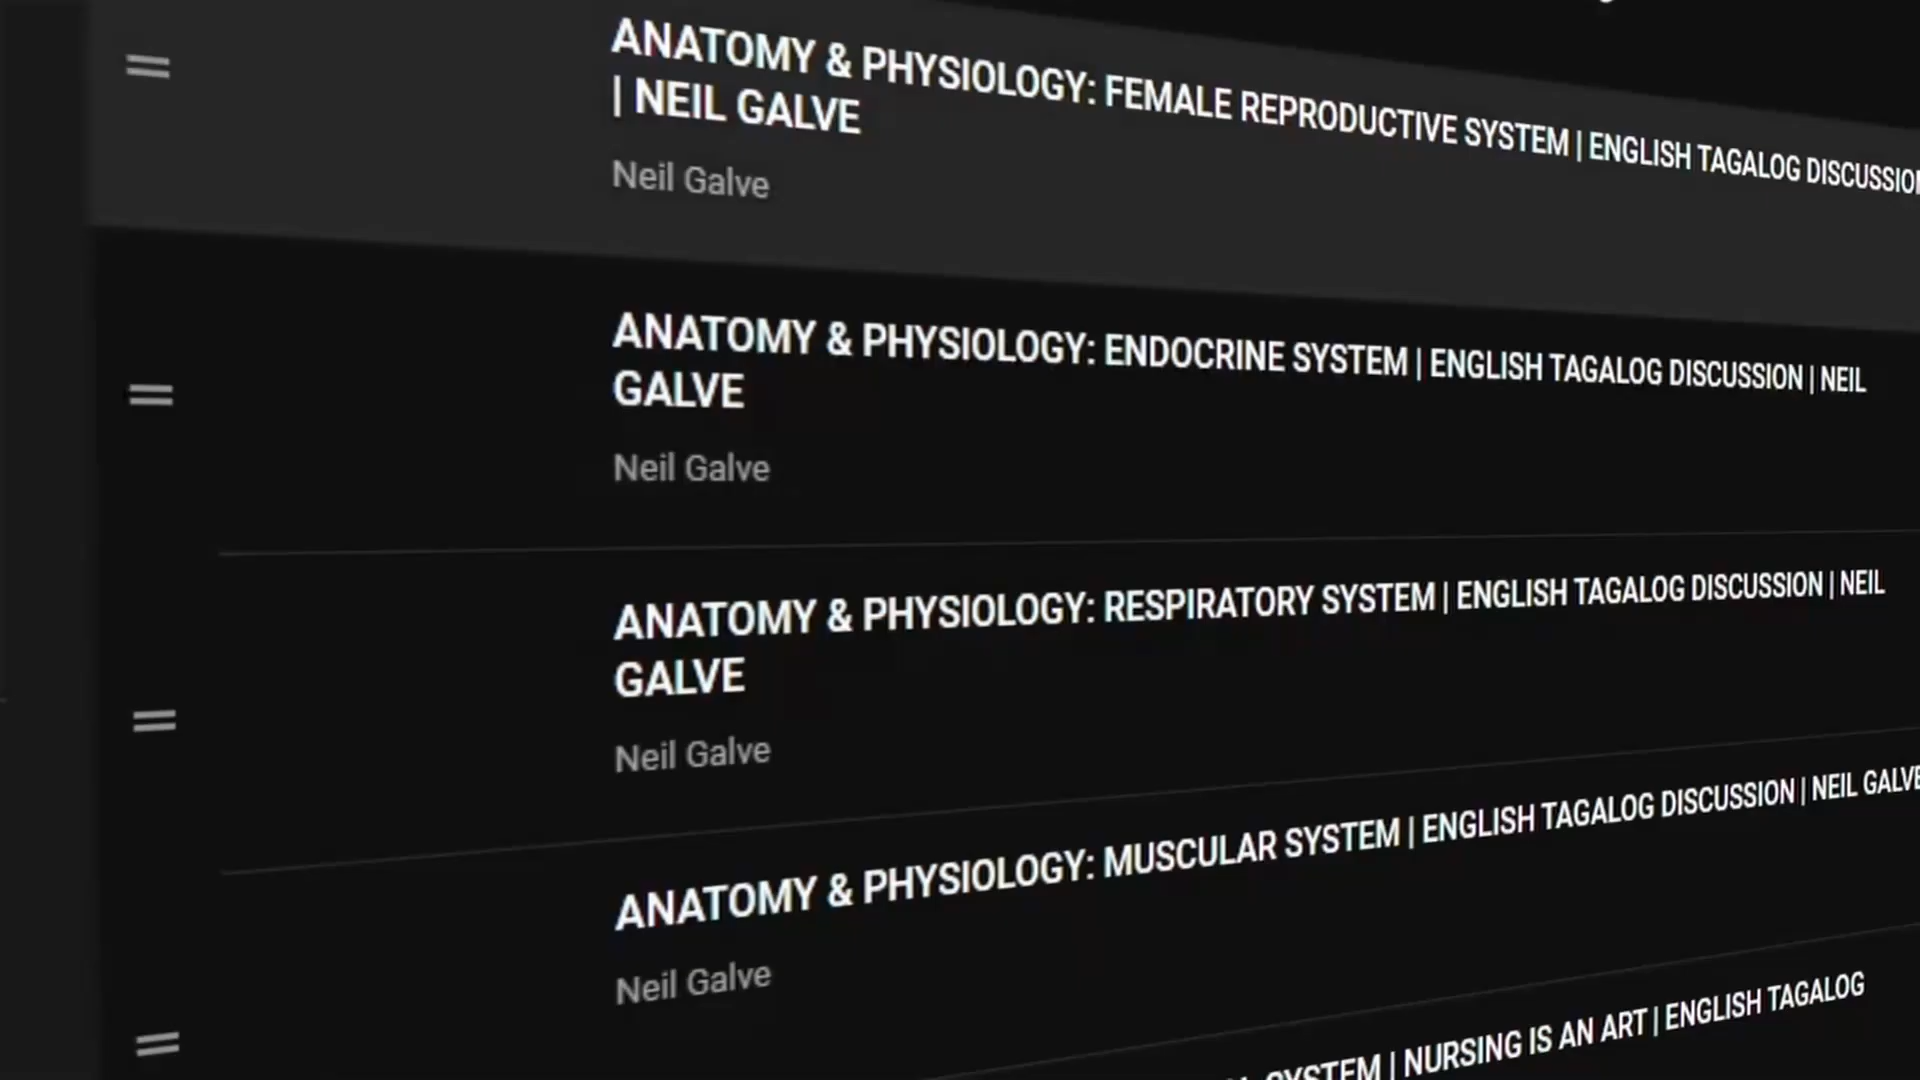 ANATOMY & PHYSIOLOGY: FEMALE REPRODUCTIVE SYSTEM | ENGLISH TAGALOG
| NEIL GALVE
Neil Galve
ANATOMY & PHYSIOLOGY: ENDOCRINE SYSTEM | ENGLISH TAGALOG DISCUSSION | NEIL
GALVE
Neil Galve
ANATOMY & PHYSIOLOGY: RESPIRATORY SYSTEM | ENGLISH TAGALOG DISCUSSION | NEIL
GALVE
Neil Galve
ANATOMY & PHYSIOLOGY: MUSCULAR SYSTEM | ENGLISH TAGALOG DISCUSSION | NEIL GALVE
Neil Galve
SYSTEM | NURSING IS AN ART | ENGLISH TAGALOG